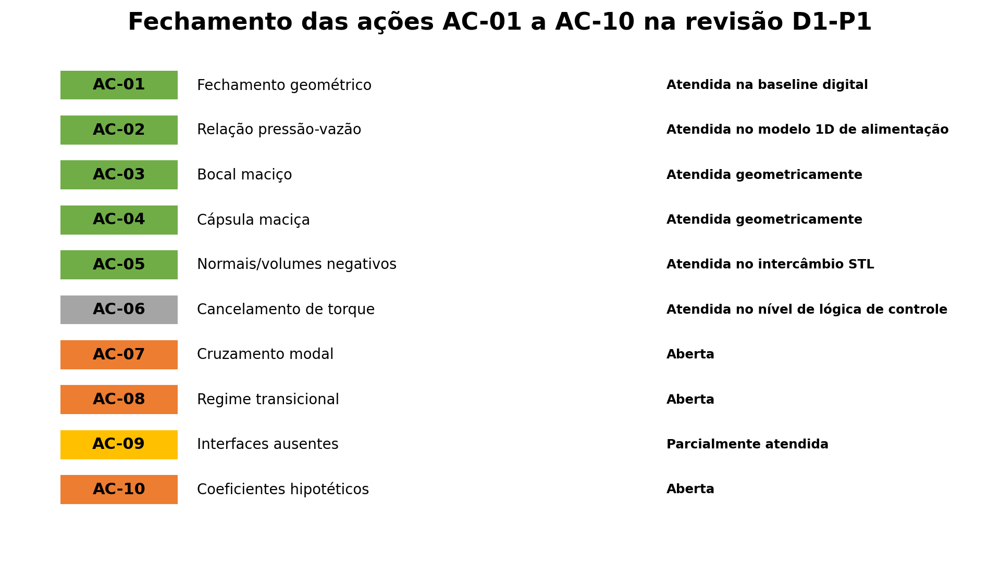 Fechamento das ações AC-01 a AC-10 na revisão D1-P1
AC-01 Fechamento geométrico Atendida na baseline digital
AC-02 Relação pressão-vazão Atendida no modelo 1D de alimentação
AC-03 Bocal maciço Atendida geometricamente
AC-04 Cápsula maciça Atendida geometricamente
AC-05 Normais/volumes negativos Atendida no intercâmbio STL
AC-06 Cancelamento de torque Atendida no nível de lógica de controle
AC-07 Cruzamento modal Aberta
AC-08 Regime transicional Aberta
AC-09 Interfaces ausentes Parcialmente atendida
AC-10 Coeficientes hipotéticos Aberta